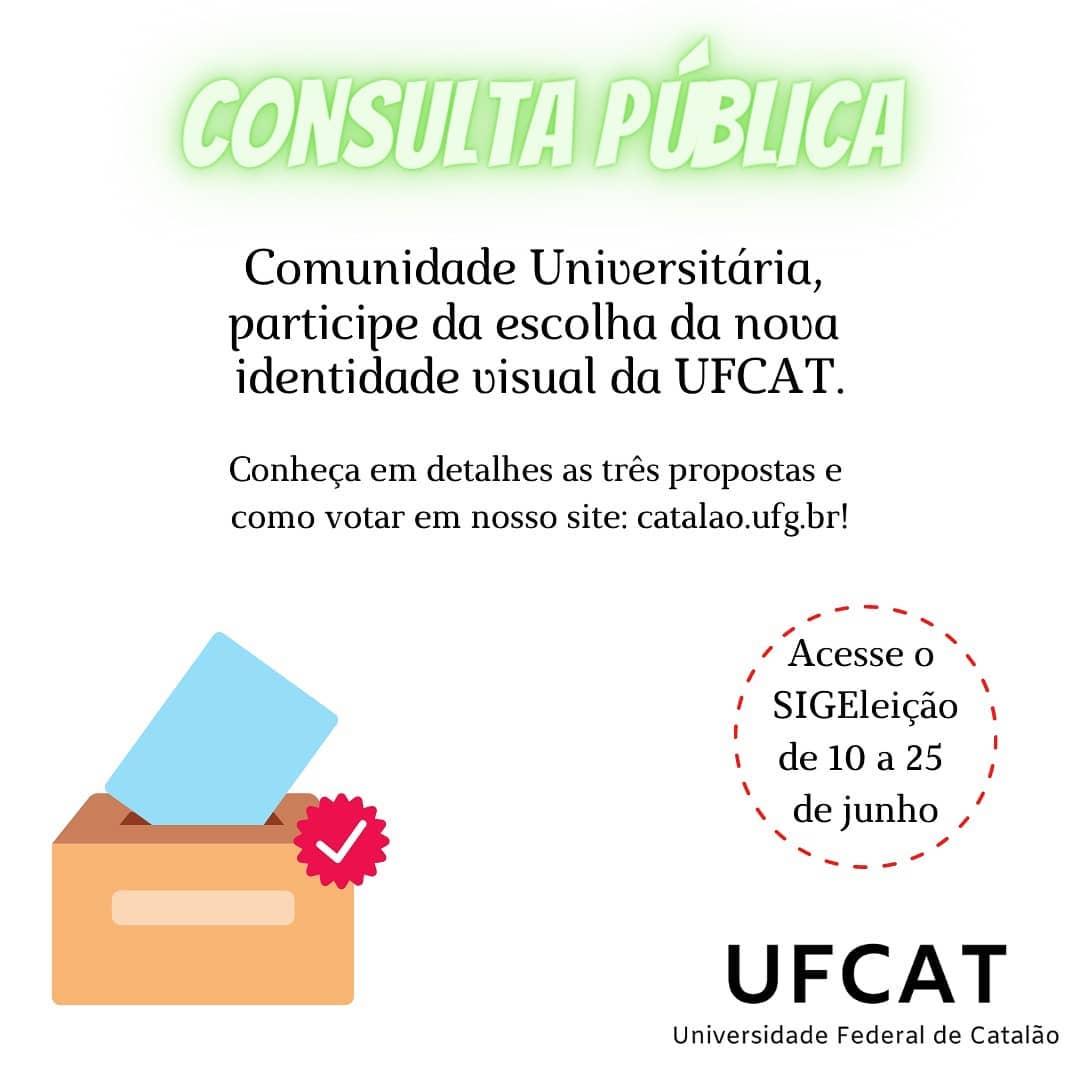 CONSULTA PÚBLICA
Comunidade Universitária,
participe da escolha da nova
identidade visual da UFCAT.
Conheça em detalhes as três propostas e
como votar em nosso site: catalao.ufg.br!
Acesse o
SIGEleição
de 10 a 25
de junho
UFCAT
Universidade Federal de Catalão